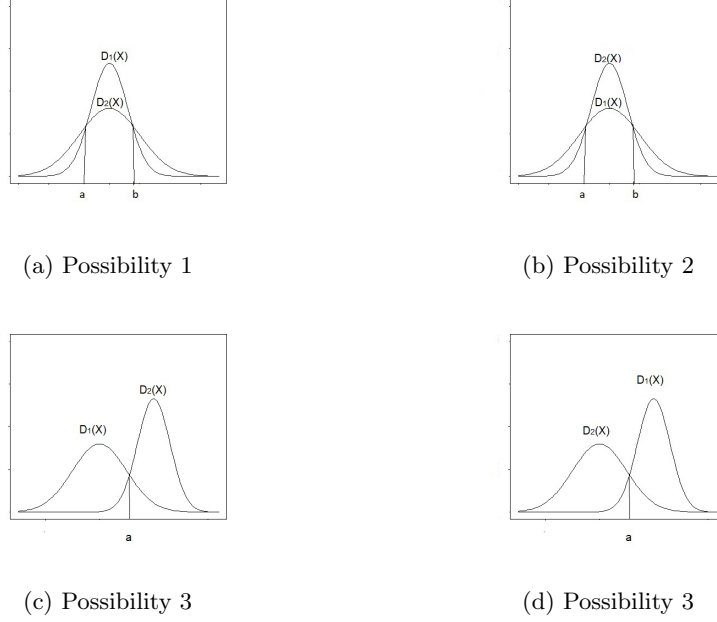 D1(X)
D2(X)
a b
(a) Possibility 1
D2(X)
D1(X)
a b
(b) Possibility 2
D2(X)
D1(X)
a
(c) Possibility 3
D1(X)
D2(X)
a
(d) Possibility 3